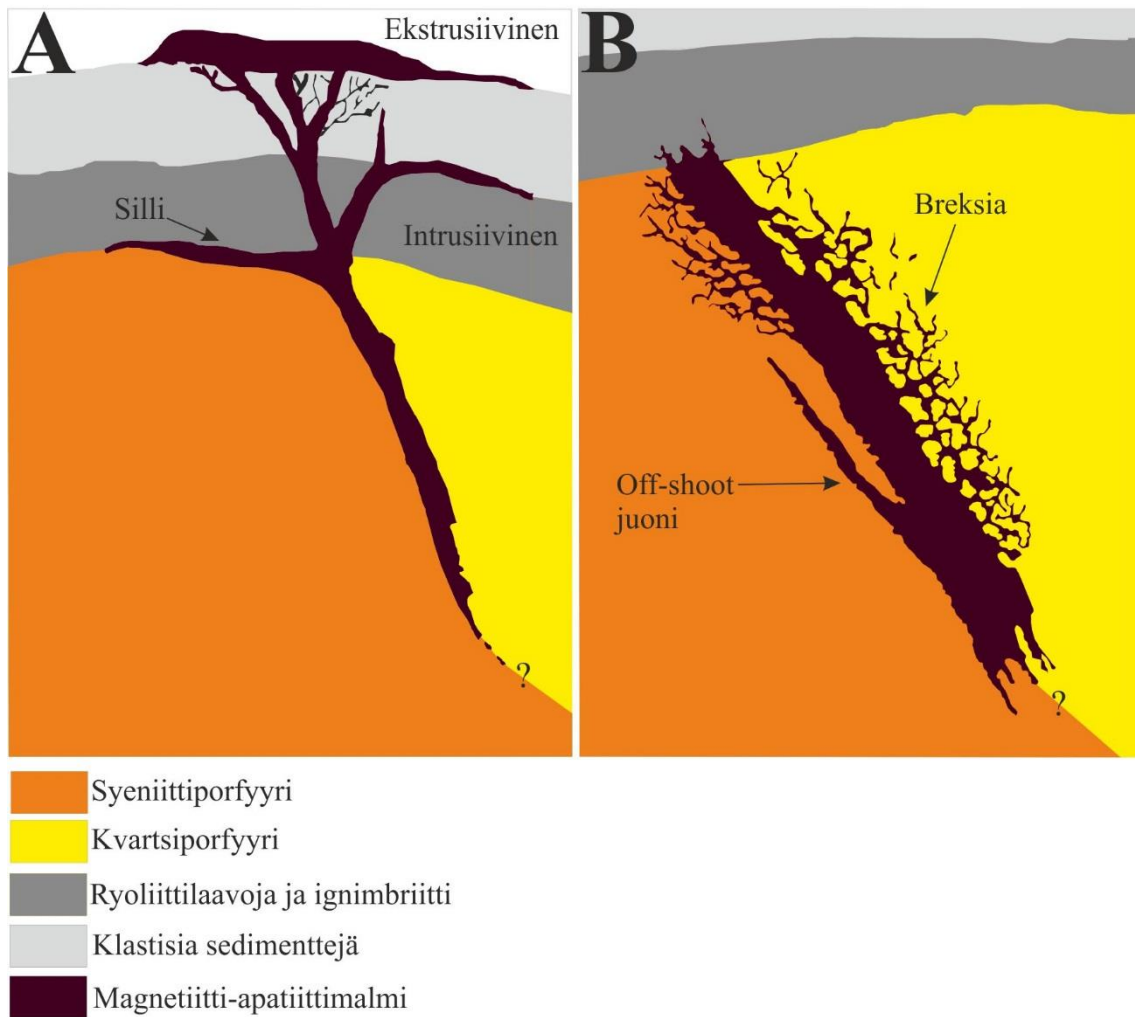 A
Ekstrusiivinen
Silli
Intrusiivinen
?
B
Breksia
Off-shoot
juoni
?
Syeniittiporfyyri
Kvartsiporfyyri
Ryoliittilaavoja ja ignimbriitti
Klastisia sedimenttejä
Magnetiitti-apatiittimalmi